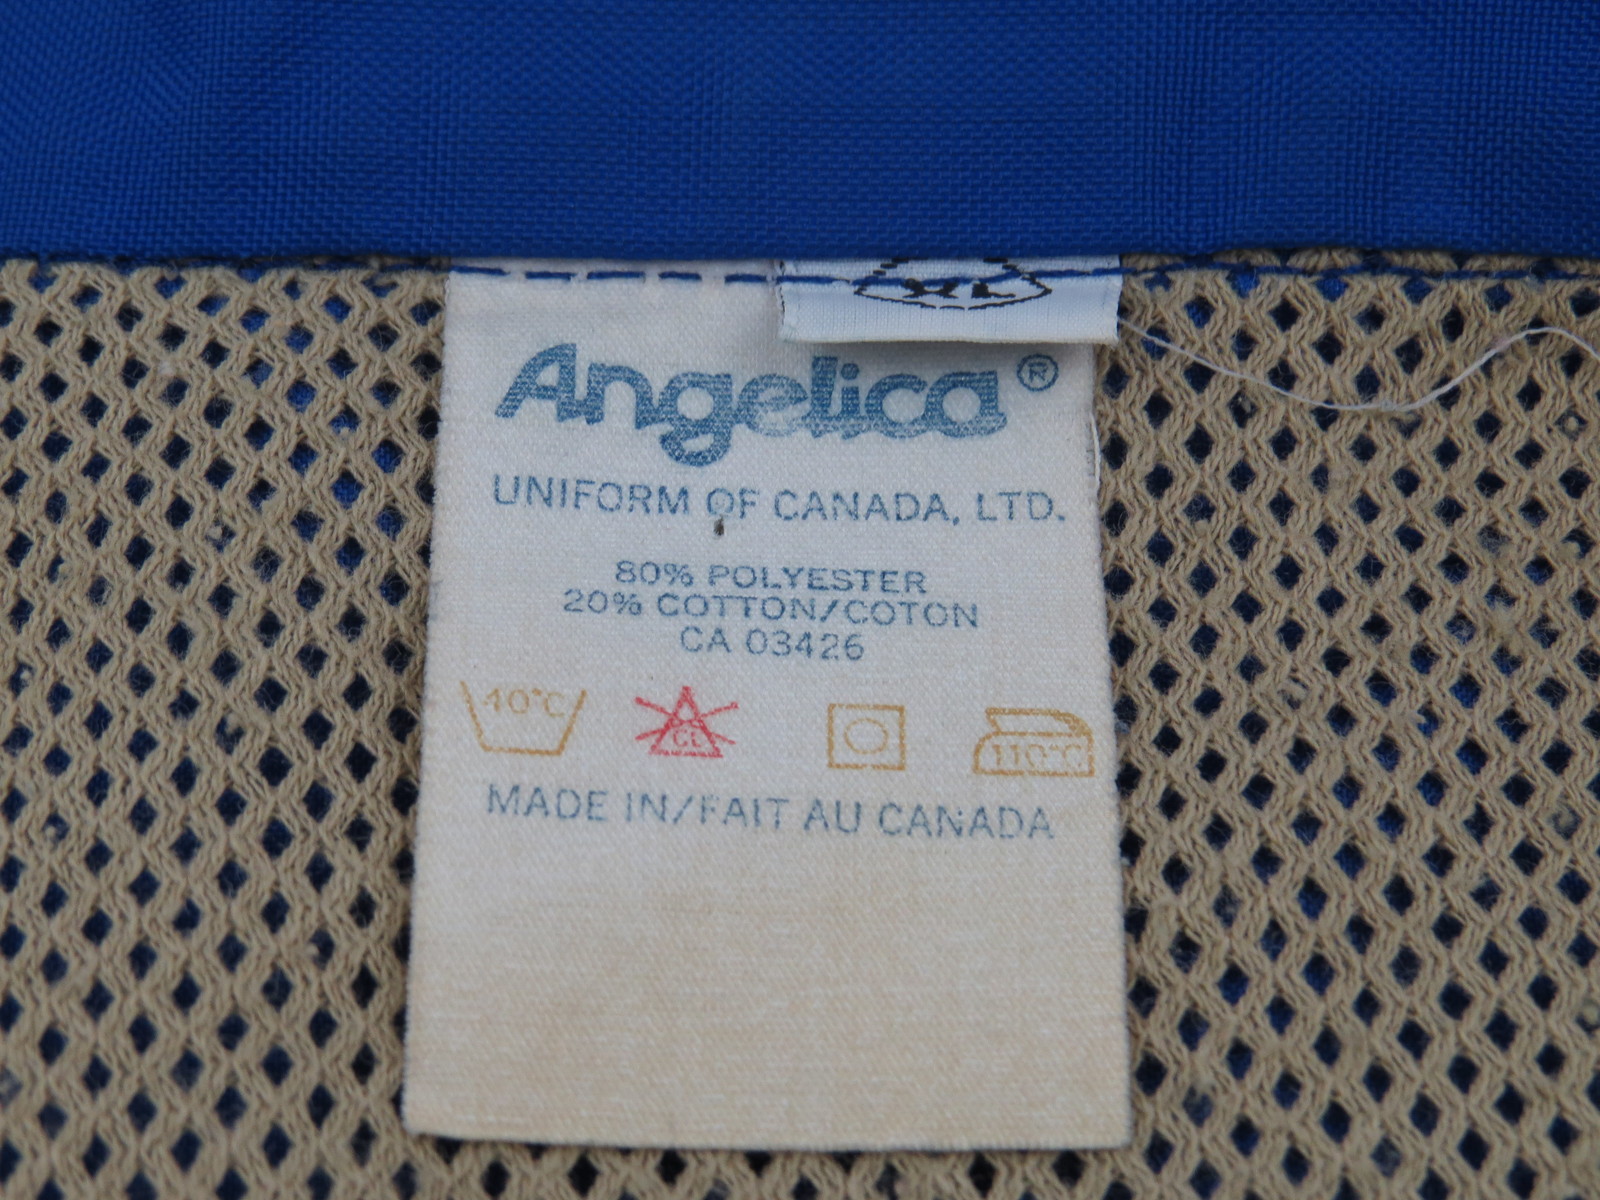 XL
Angelica®
UNIFORM OF CANADA, LTD.
80% POLYESTER
20% COTTON/COTON
CA 03426
40°C CL 110°C
MADE IN/FAIT AU CANADA